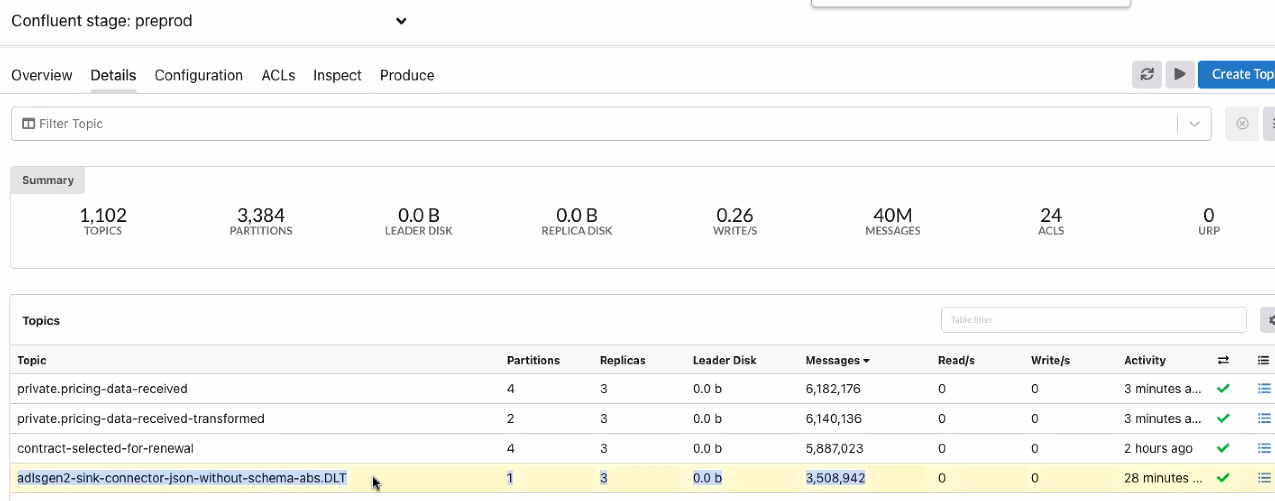 Confluent stage: preprod
Overview Details Configuration ACLs Inspect Produce Create Top
Filter Topic
Summary
1,102 3,384 0.0 B 0.0 B 0.26 40M 24 0
TOPICS PARTITIONS LEADER DISK REPLICA DISK WRITE/S MESSAGES ACLS URP
Topics Table filter
Topic Partitions Replicas Leader Disk Messages Read/s Write/s Activity
private.pricing-data-received 4 3 0.0 b 6,182,176 0 0 3 minutes a...
private.pricing-data-received-transformed 2 3 0.0 b 6,140,136 0 0 3 minutes a...
contract-selected-for-renewal 4 3 0.0 b 5,887,023 0 0 2 hours ago
adlsgen2-sink-connector-json-without-schema-abs.DLT 1 3 0.0 b 3,508,942 0 0 28 minutes ...